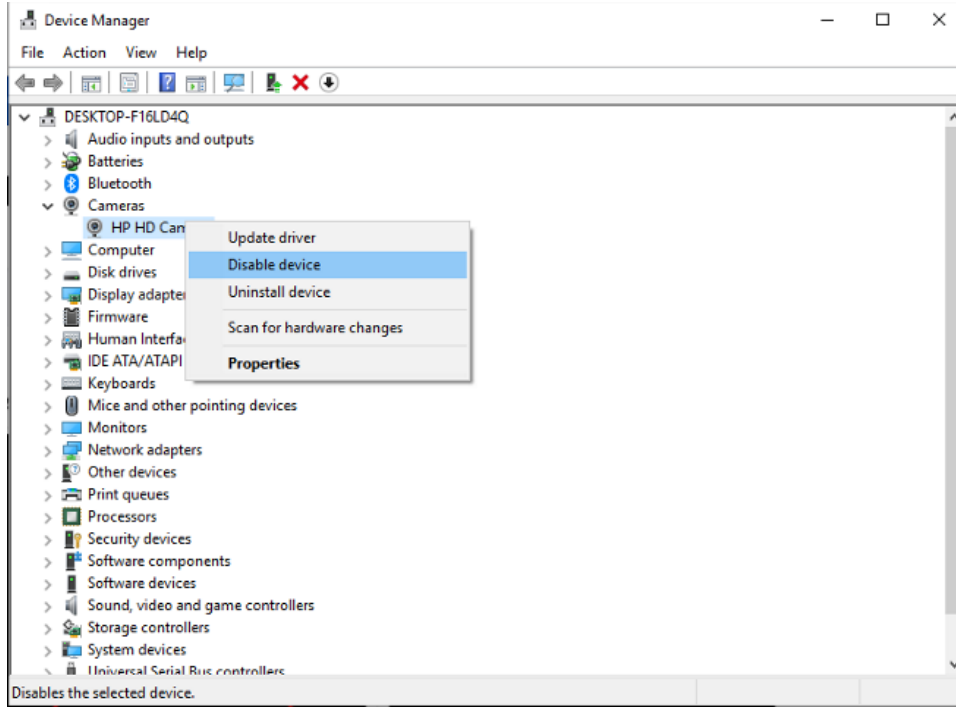 Device Manager
File Action View Help
DESKTOP-F16LD4Q
Audio inputs and outputs
Batteries
Bluetooth
Cameras
HP HD Cam
Update driver
Disable device
Uninstall device
Scan for hardware changes
Properties
Computer
Disk drives
Display adapte
Firmware
Human Interfa
IDE ATA/ATAPI
Keyboards
Mice and other pointing devices
Monitors
Network adapters
Other devices
Print queues
Processors
Security devices
Software components
Software devices
Sound, video and game controllers
Storage controllers
System devices
Universal Serial Bus controllers
Disables the selected device.